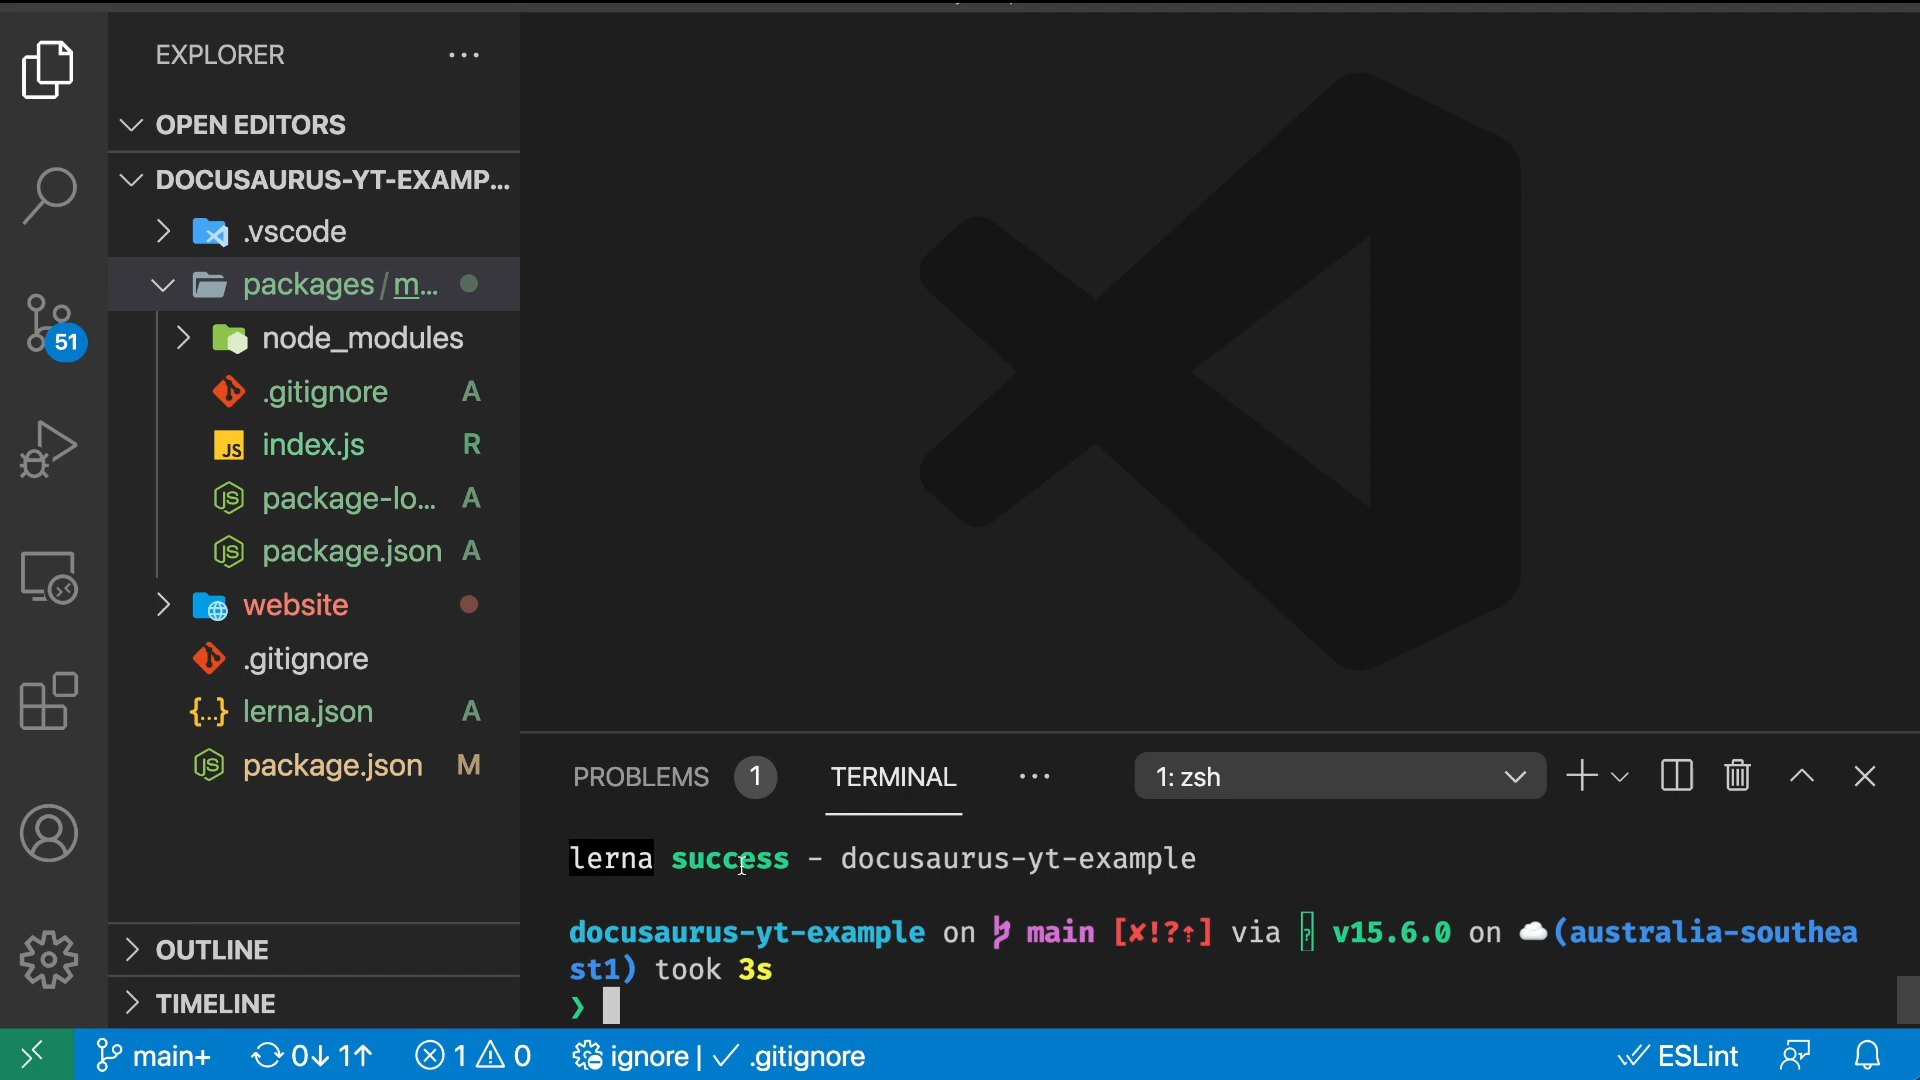 EXPLORER
OPEN EDITORS
DOCUSAURUS-YT-EXAMP...
.vscode
packages / m...
node_modules
.gitignore A
index.js R
package-lo... A
package.json A
website
.gitignore
lerna.json A
package.json M
OUTLINE
TIMELINE
51
PROBLEMS 1 TERMINAL ... 1: zsh
lerna success - docusaurus-yt-example
docusaurus-yt-example on main [✘!?⇡] via v15.6.0 on ☁️ (australia-southea
st1) took 3s
❯
main+ 0↓ 1↑ 1 0 ignore | ✓ .gitignore ESLint